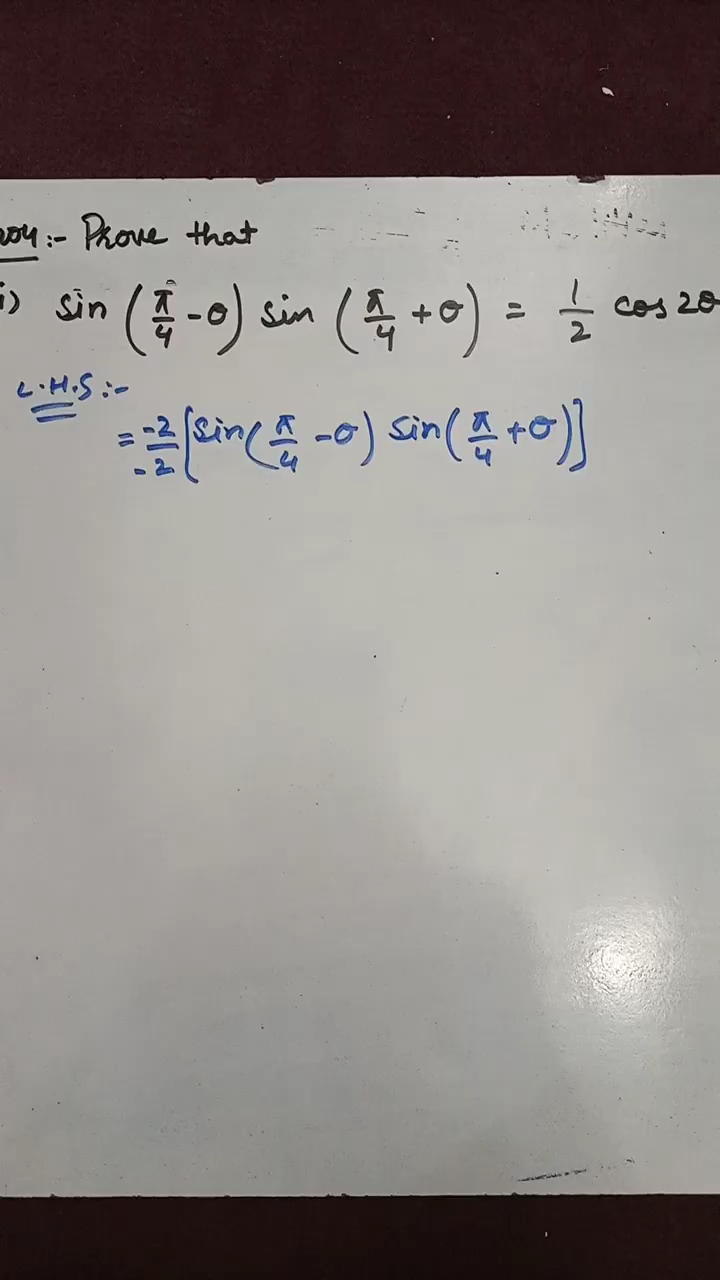 :- Prove that
i) sin (π/4 - θ) sin (π/4 + θ) = 1/2 cos 2θ
L.H.S :-
= -2/-2 [sin(π/4 - θ) sin(π/4 + θ)]